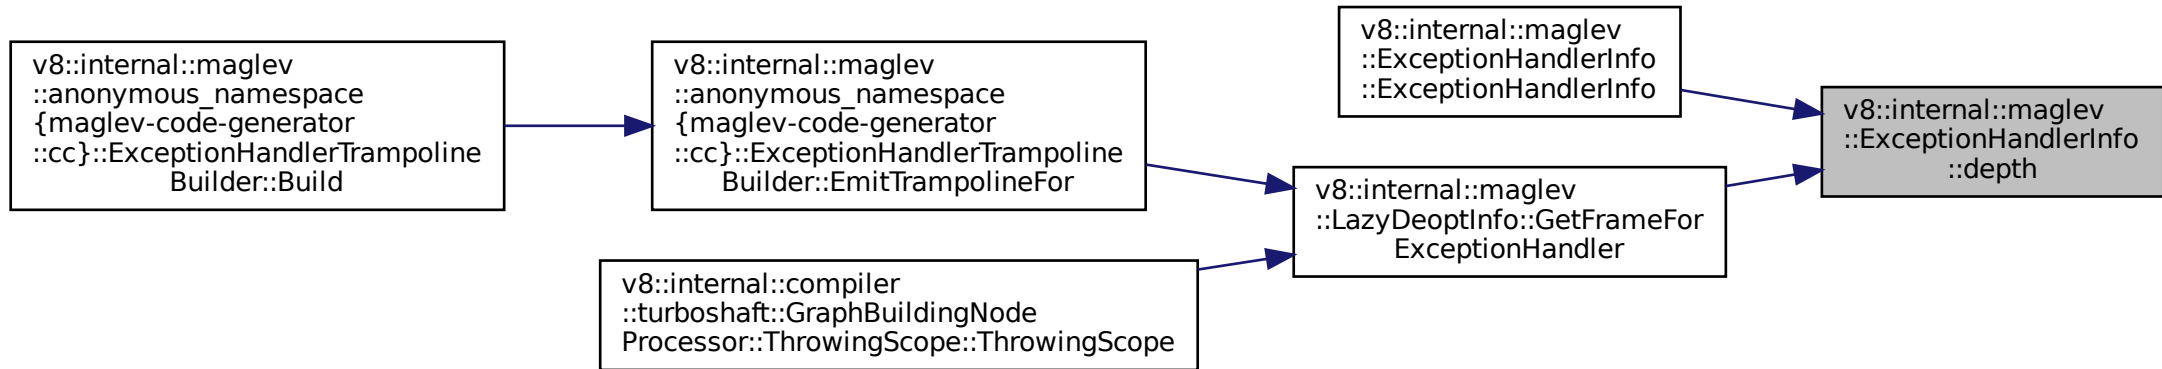 v8::internal::maglev
::anonymous_namespace
{maglev-code-generator
::cc}::ExceptionHandlerTrampoline
Builder::Build
v8::internal::maglev
::anonymous_namespace
{maglev-code-generator
::cc}::ExceptionHandlerTrampoline
Builder::EmitTrampolineFor
v8::internal::compiler
::turboshaft::GraphBuildingNode
Processor::ThrowingScope::ThrowingScope
v8::internal::maglev
::ExceptionHandlerInfo
::ExceptionHandlerInfo
v8::internal::maglev
::LazyDeoptInfo::GetFrameFor
ExceptionHandler
v8::internal::maglev
::ExceptionHandlerInfo
::depth